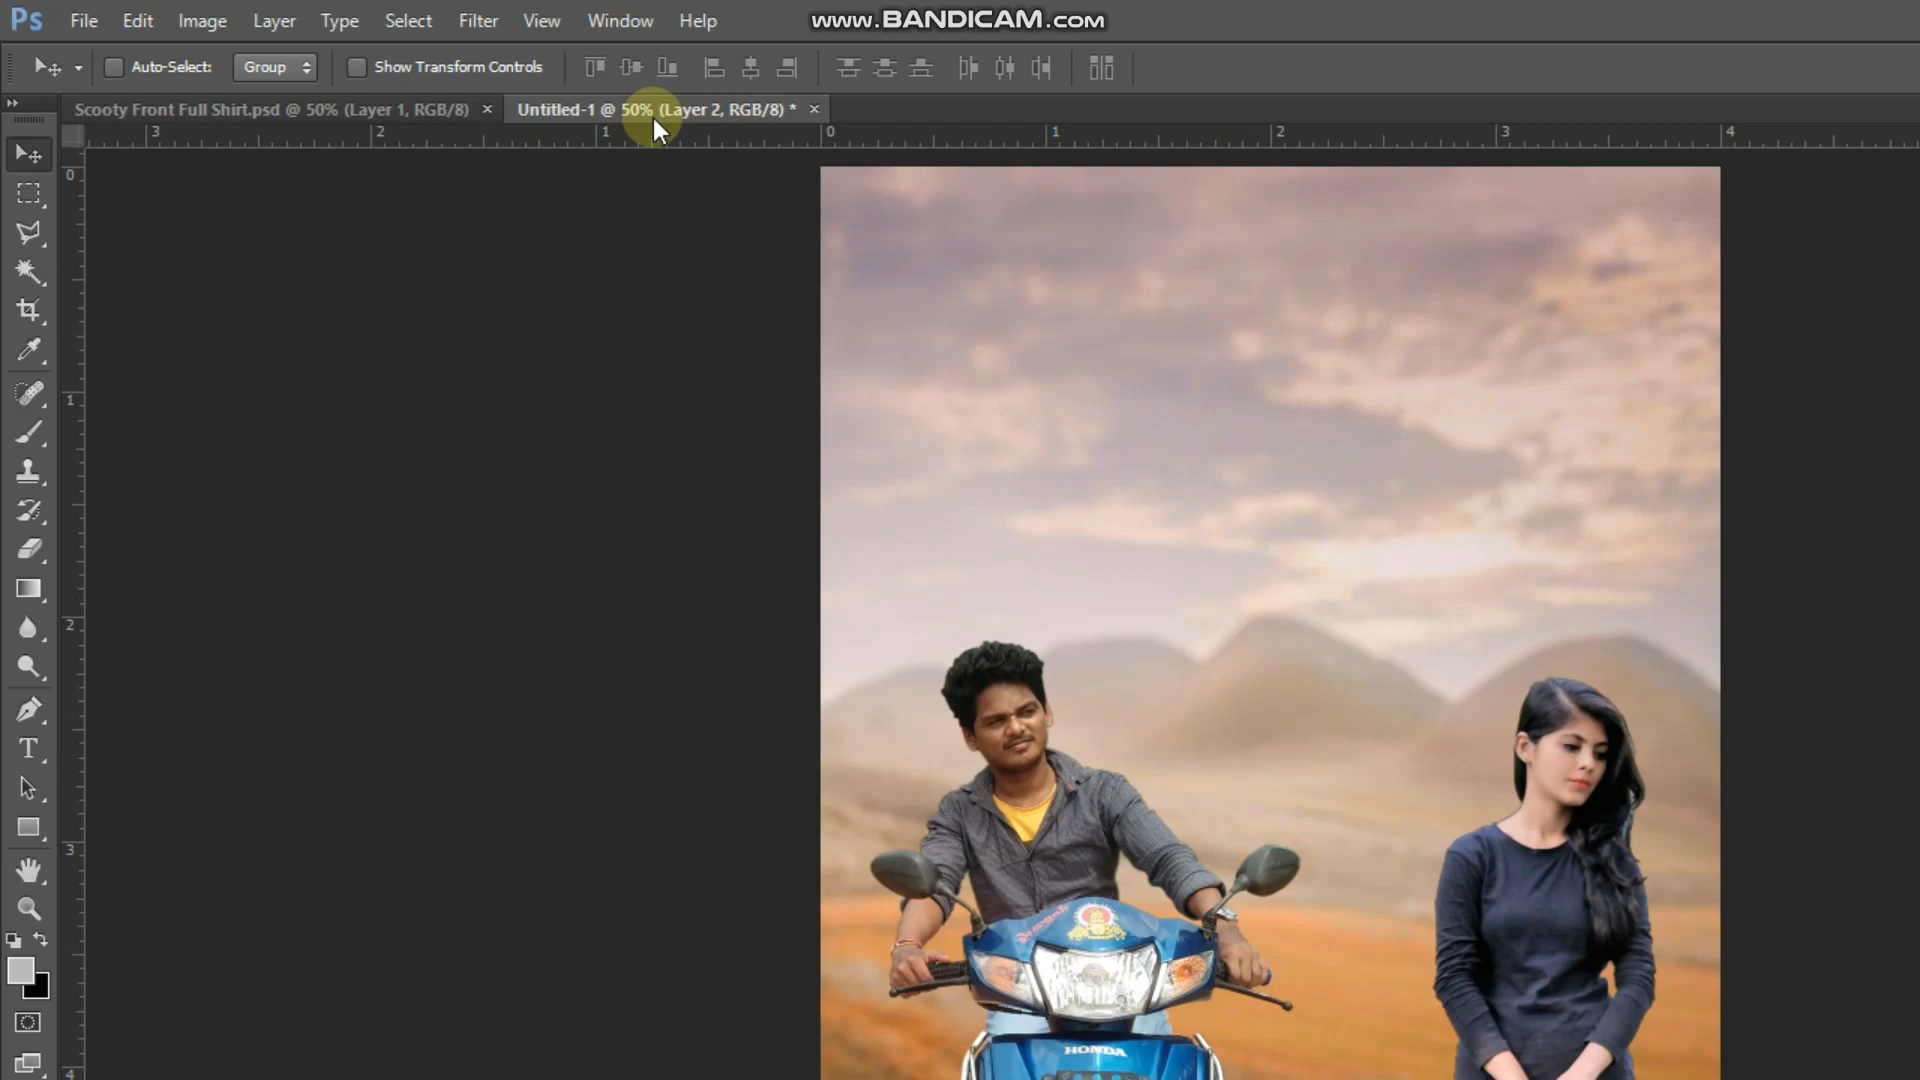 Ps File Edit Image Layer Type Select Filter View Window Help
www.BANDICAM.com
Auto-Select: Group Show Transform Controls
Scooty Front Full Shirt.psd @ 50% (Layer 1, RGB/8) × Untitled-1 @ 50% (Layer 2, RGB/8) * ×
3 2 1 0 1 2 3 4
0
1
2
3
4
T
HONDA